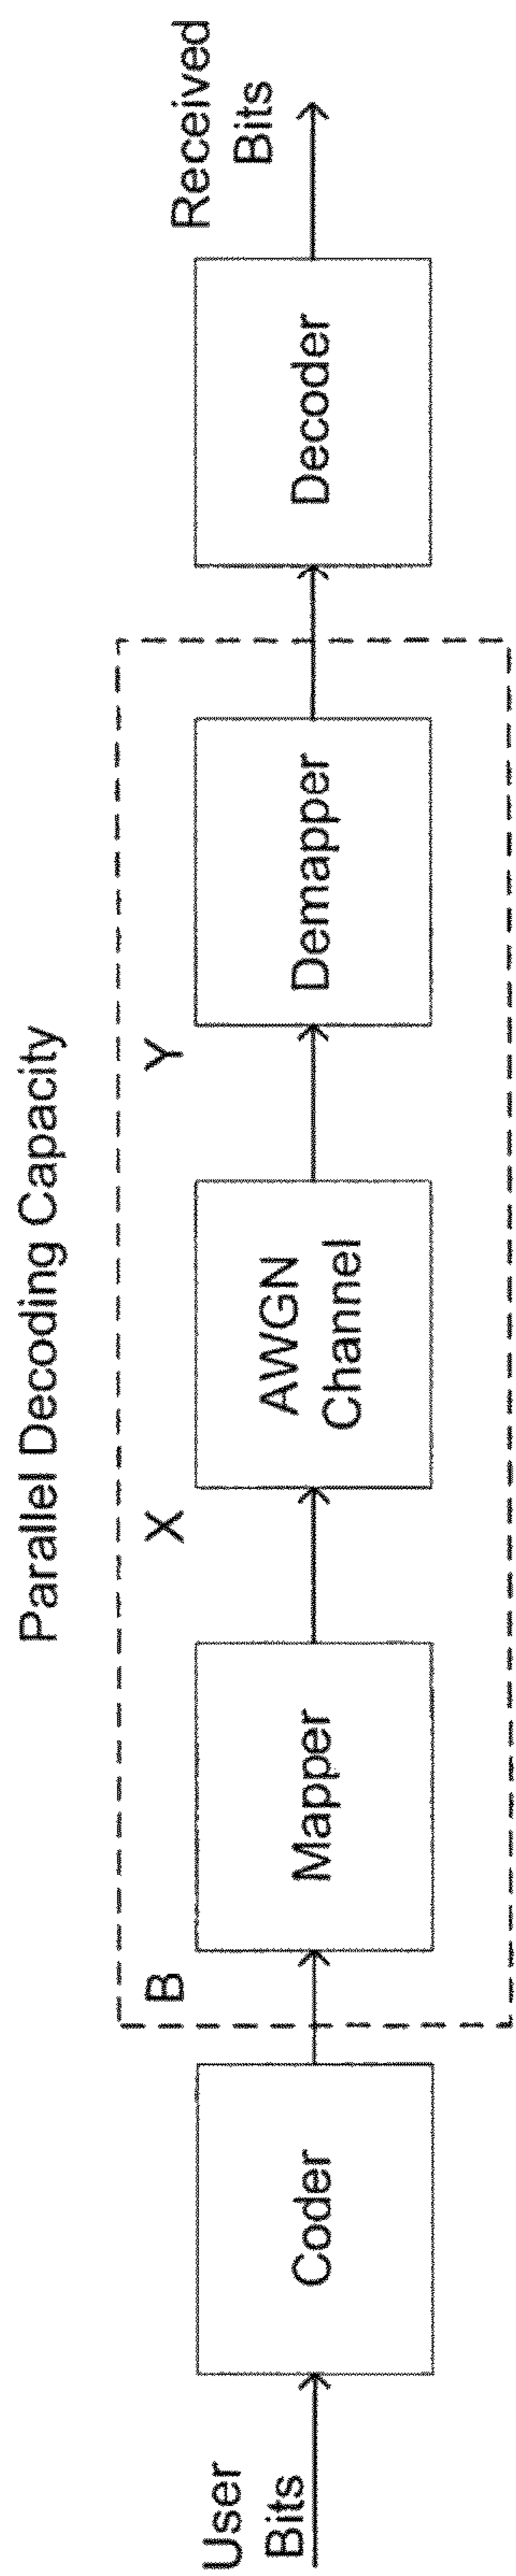 Parallel Decoding Capacity
User
Bits
Coder
B
Mapper
X
AWGN
Channel
Y
Demapper
Decoder
Received
Bits